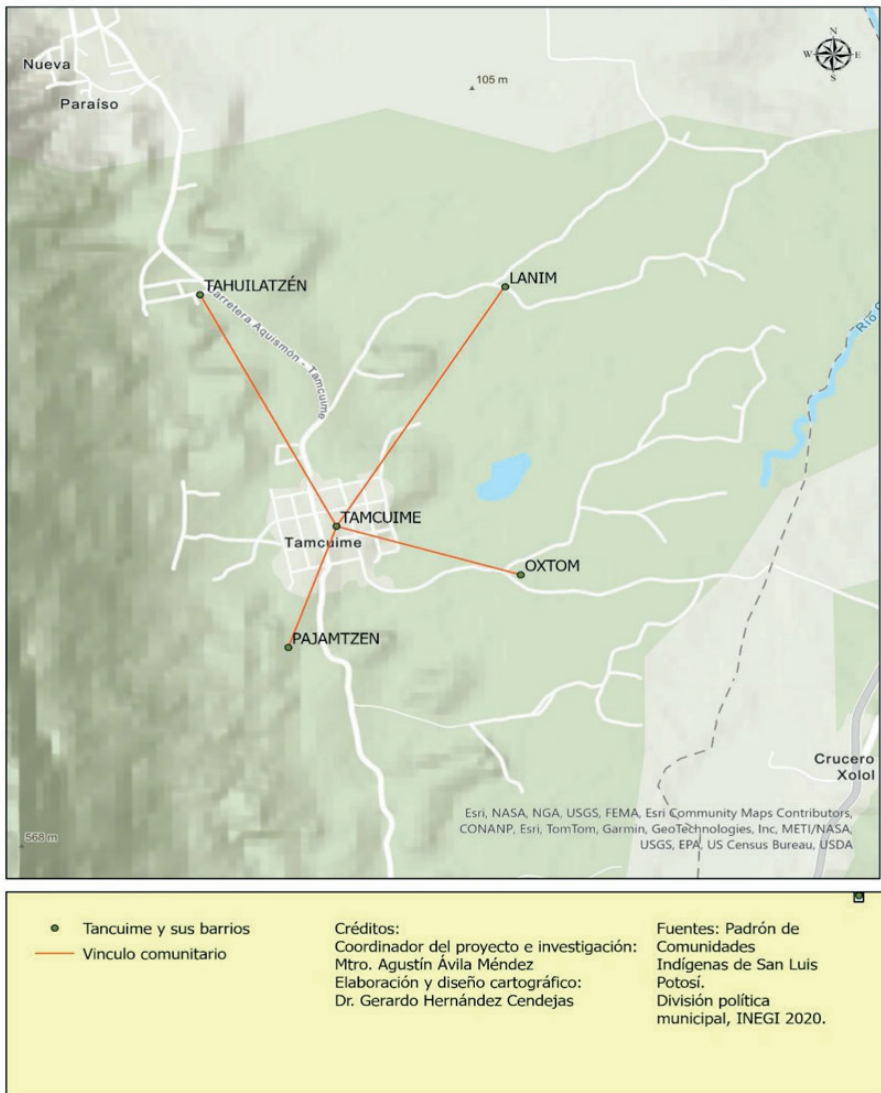 N
W E
S
Nueva
Paraíso
105 m
TAHUILATZÉN
LANIM
Carretera Aquismón - Tamcuime
Río
TAMCUIME
Tamcuime
OXTOM
PAJAMTZEN
Crucero
Xolol
568 m
Esri, NASA, NGA, USGS, FEMA, Esri Community Maps Contributors,
CONANP, Esri, TomTom, Garmin, GeoTechnologies, Inc, METI/NASA,
USGS, EPA, US Census Bureau, USDA
Tancuime y sus barrios
Vinculo comunitario
Créditos:
Coordinador del proyecto e investigación:
Mtro. Agustín Ávila Méndez
Elaboración y diseño cartográfico:
Dr. Gerardo Hernández Cendejas
Fuentes: Padrón de
Comunidades
Indígenas de San Luis
Potosí.
División política
municipal, INEGI 2020.